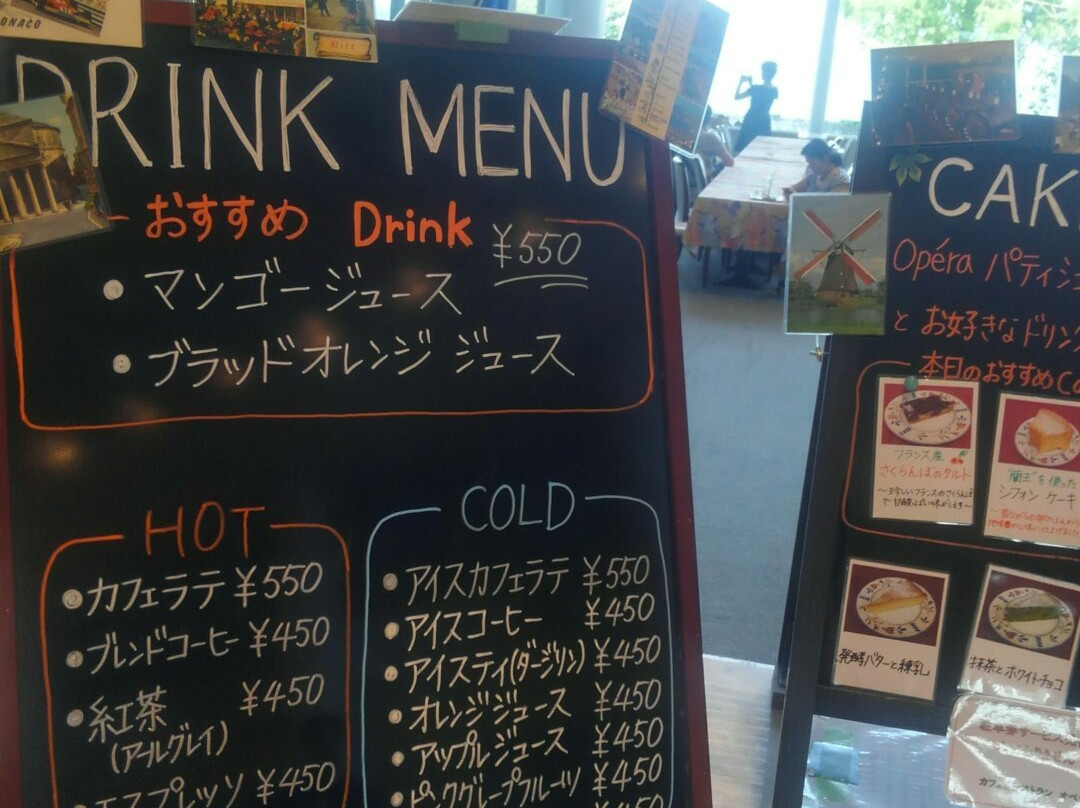 ONACO
DRINK MENU
おすすめ Drink
¥550
マンゴージュース
ブラッドオレンジ ジュース
HOT
カフェラテ ¥550
ブレンドコーヒー ¥450
紅茶 ¥450
(アールグレイ)
エスプレッソ ¥450
COLD
アイスカフェラテ ¥550
アイスコーヒー ¥450
アイスティ(ダージリン) ¥450
オレンジジュース ¥450
アップルジュース ¥450
ピンクグレープフルーツ ¥450
CAK
Opéra パティシ
と お好きなドリンク
本日のおすすめCa
フランス産
さくらんぼのタルト
"蘭王"を使った
シフォン ケーキ
発酵バターと練乳
抹茶とホワイトチョコ